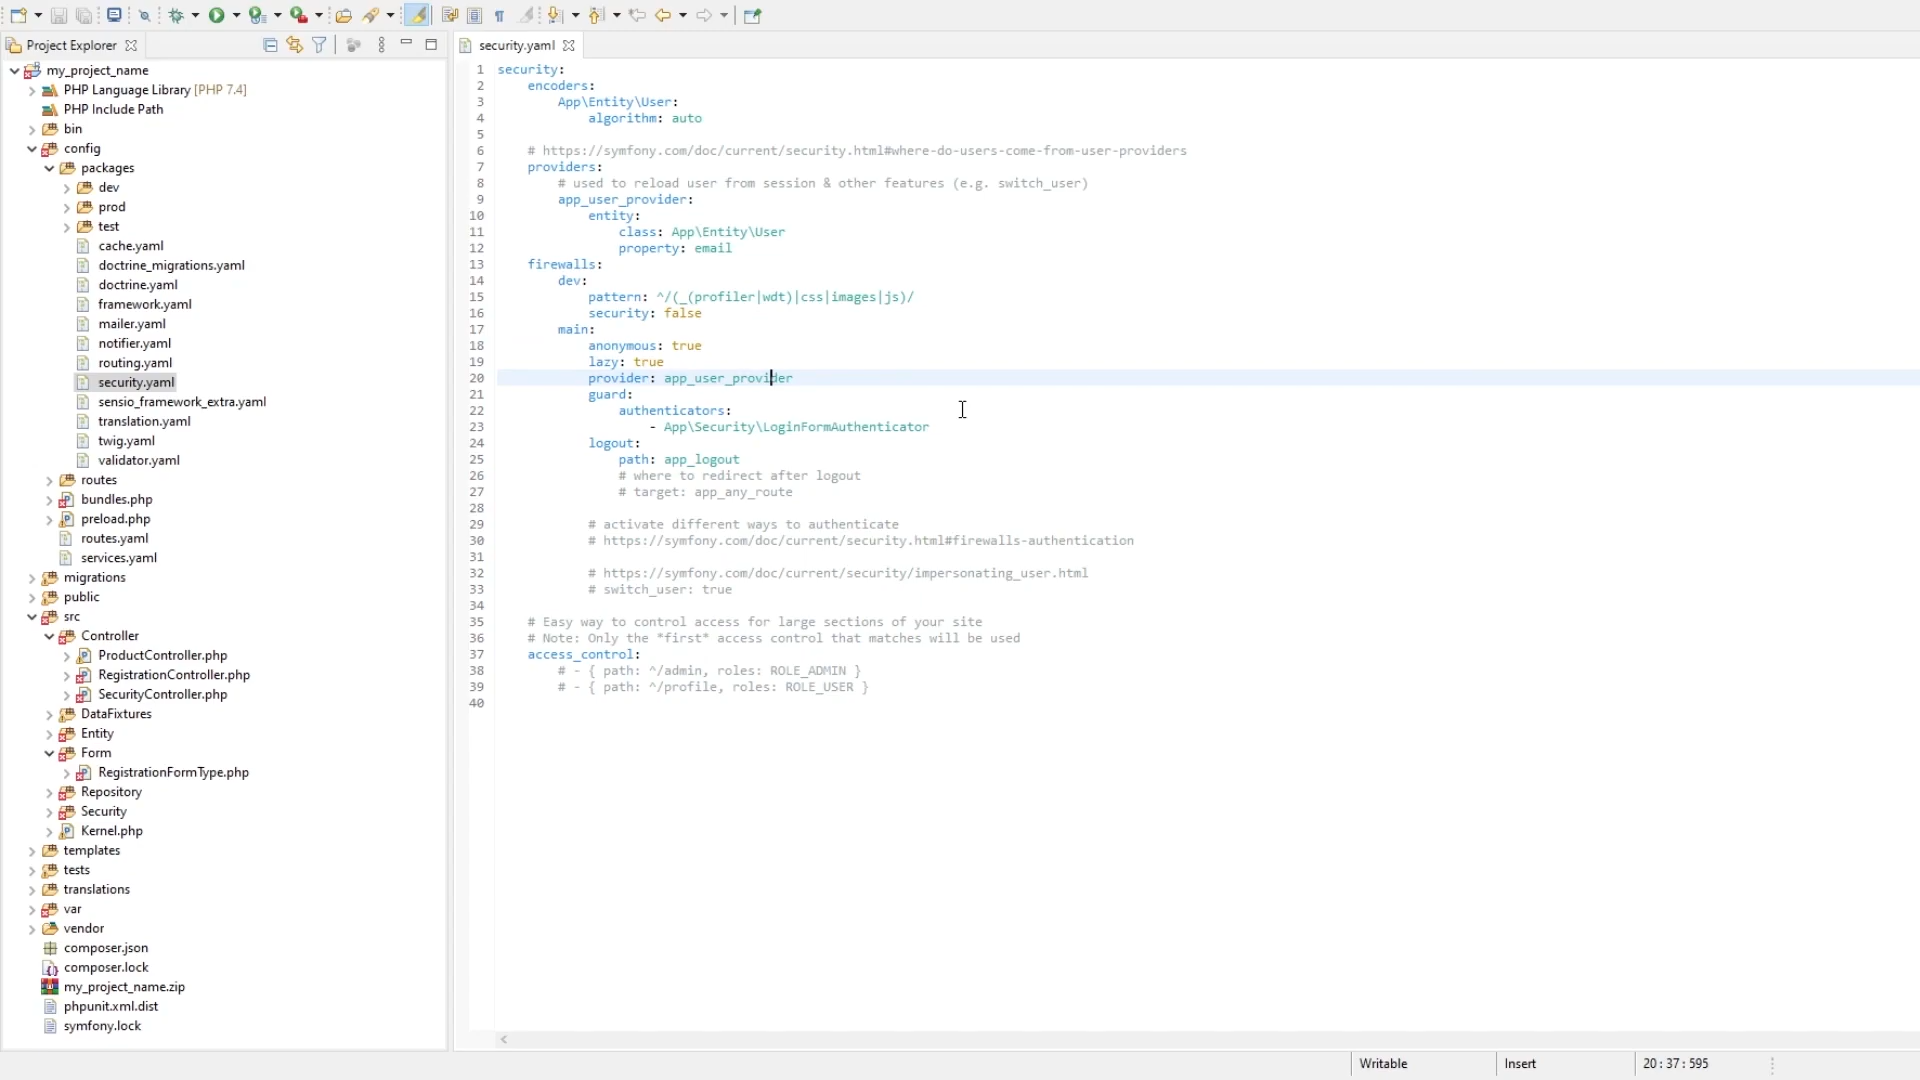 Project Explorer
my_project_name
PHP Language Library [PHP 7.4]
PHP Include Path
bin
config
packages
dev
prod
test
cache.yaml
doctrine_migrations.yaml
doctrine.yaml
framework.yaml
mailer.yaml
notifier.yaml
routing.yaml
security.yaml
sensio_framework_extra.yaml
translation.yaml
twig.yaml
validator.yaml
routes
bundles.php
preload.php
routes.yaml
services.yaml
migrations
public
src
Controller
ProductController.php
RegistrationController.php
SecurityController.php
DataFixtures
Entity
Form
RegistrationFormType.php
Repository
Security
Kernel.php
templates
tests
translations
var
vendor
composer.json
composer.lock
my_project_name.zip
phpunit.xml.dist
symfony.lock
security.yaml
1 security:
2     encoders:
3         App\Entity\User:
4             algorithm: auto
5
6     # https://symfony.com/doc/current/security.html#where-do-users-come-from-user-providers
7     providers:
8         # used to reload user from session & other features (e.g. switch_user)
9         app_user_provider:
10             entity:
11                 class: App\Entity\User
12                 property: email
13     firewalls:
14         dev:
15             pattern: ^/(_(profiler|wdt)|css|images|js)/
16             security: false
17         main:
18             anonymous: true
19             lazy: true
20             provider: app_user_provider
21             guard:
22                 authenticators:
23                     - App\Security\LoginFormAuthenticator
24             logout:
25                 path: app_logout
26                 # where to redirect after logout
27                 # target: app_any_route
28
29             # activate different ways to authenticate
30             # https://symfony.com/doc/current/security.html#firewalls-authentication
31
32             # https://symfony.com/doc/current/security/impersonating_user.html
33             # switch_user: true
34
35     # Easy way to control access for large sections of your site
36     # Note: Only the *first* access control that matches will be used
37     access_control:
38         # - { path: ^/admin, roles: ROLE_ADMIN }
39         # - { path: ^/profile, roles: ROLE_USER }
40
Writable
Insert
20 : 37 : 595